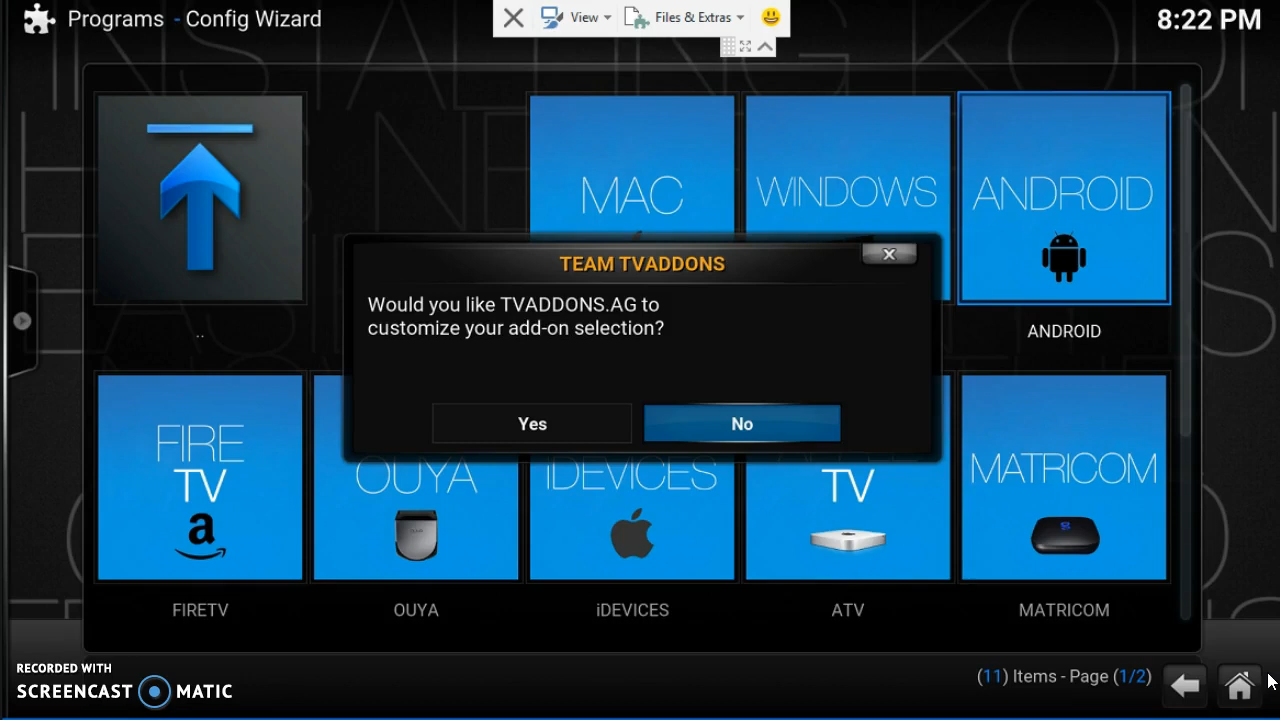 Programs - Config Wizard
View
Files & Extras
8:22 PM
MAC
WINDOWS
ANDROID
TEAM TVADDONS
Would you like TVADDONS.AG to
customize your add-on selection?
..
ANDROID
Yes
No
FIRE
TV
OUYA
iDEVICES
TV
MATRICOM
FIRETV
OUYA
iDEVICES
ATV
MATRICOM
RECORDED WITH
SCREENCAST MATIC
(11) Items - Page (1/2)